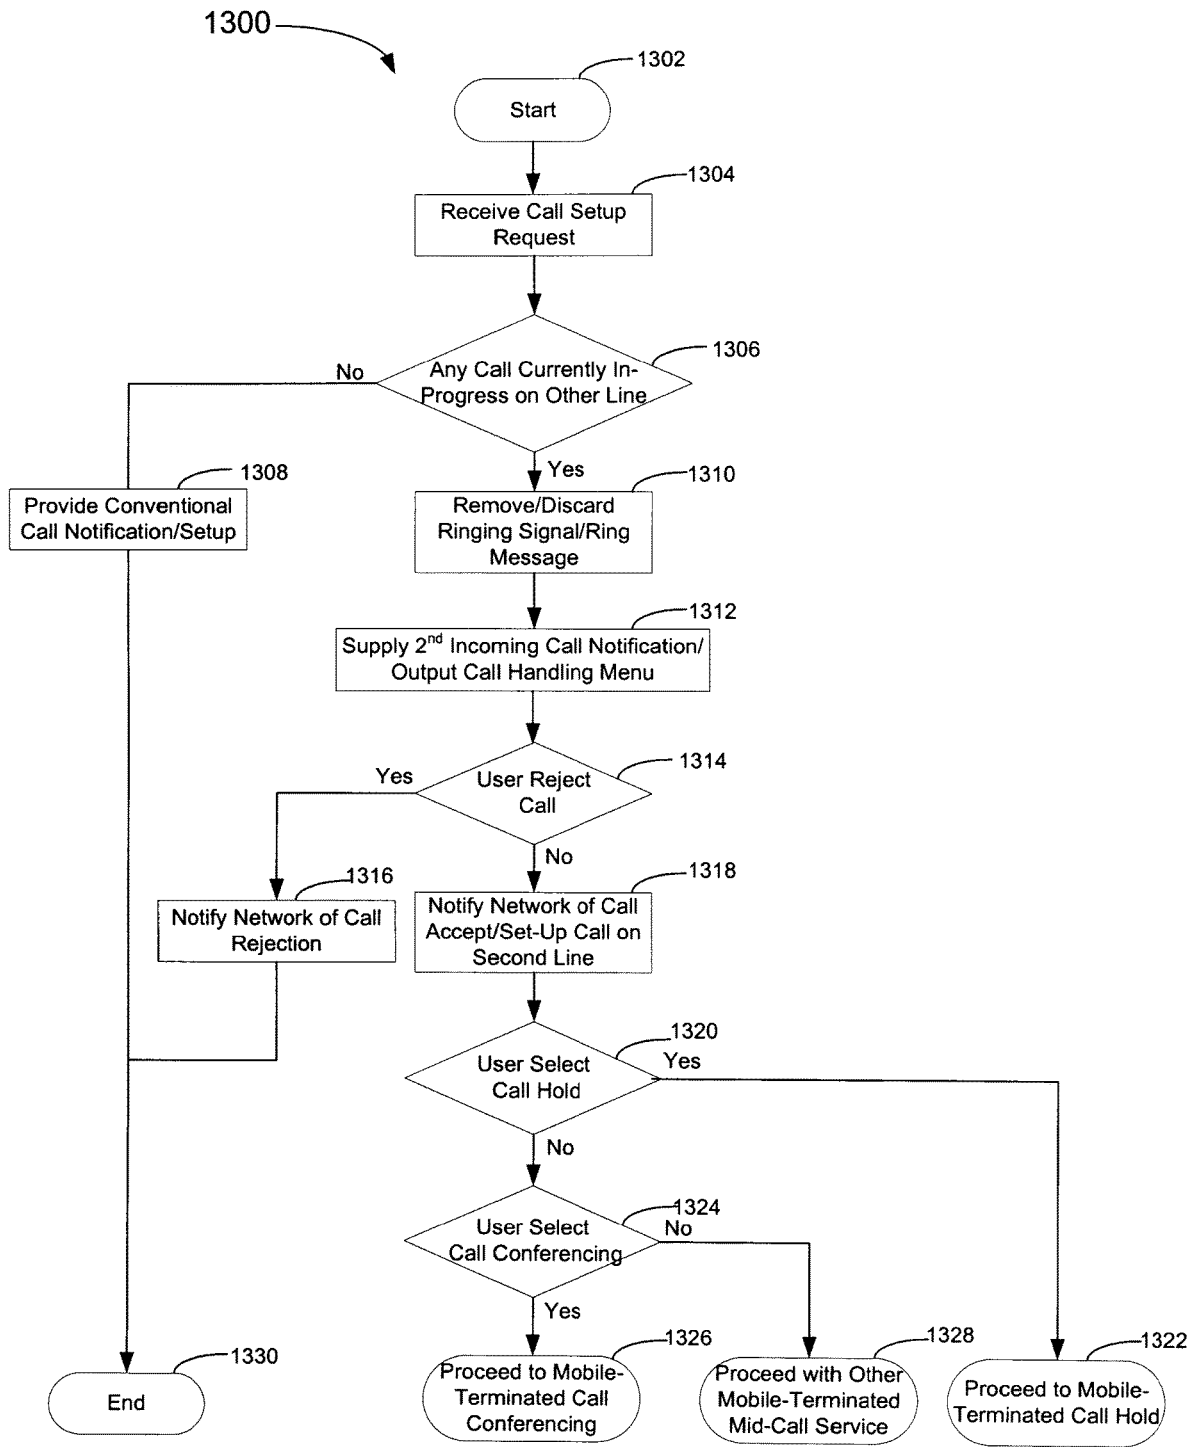 1300
1302
Start
1304
Receive Call Setup
Request
1306
No
Any Call Currently In-
Progress on Other Line
Yes
1308
Provide Conventional
Call Notification/Setup
1310
Remove/Discard
Ringing Signal/Ring
Message
1312
Supply 2nd Incoming Call Notification/
Output Call Handling Menu
1314
Yes
User Reject
Call
No
1316
Notify Network of Call
Rejection
1318
Notify Network of Call
Accept/Set-Up Call on
Second Line
1320
User Select
Call Hold
Yes
No
1324
User Select
Call Conferencing
No
Yes
1330
End
1326
Proceed to Mobile-
Terminated Call
Conferencing
1328
Proceed with Other
Mobile-Terminated
Mid-Call Service
1322
Proceed to Mobile-
Terminated Call Hold